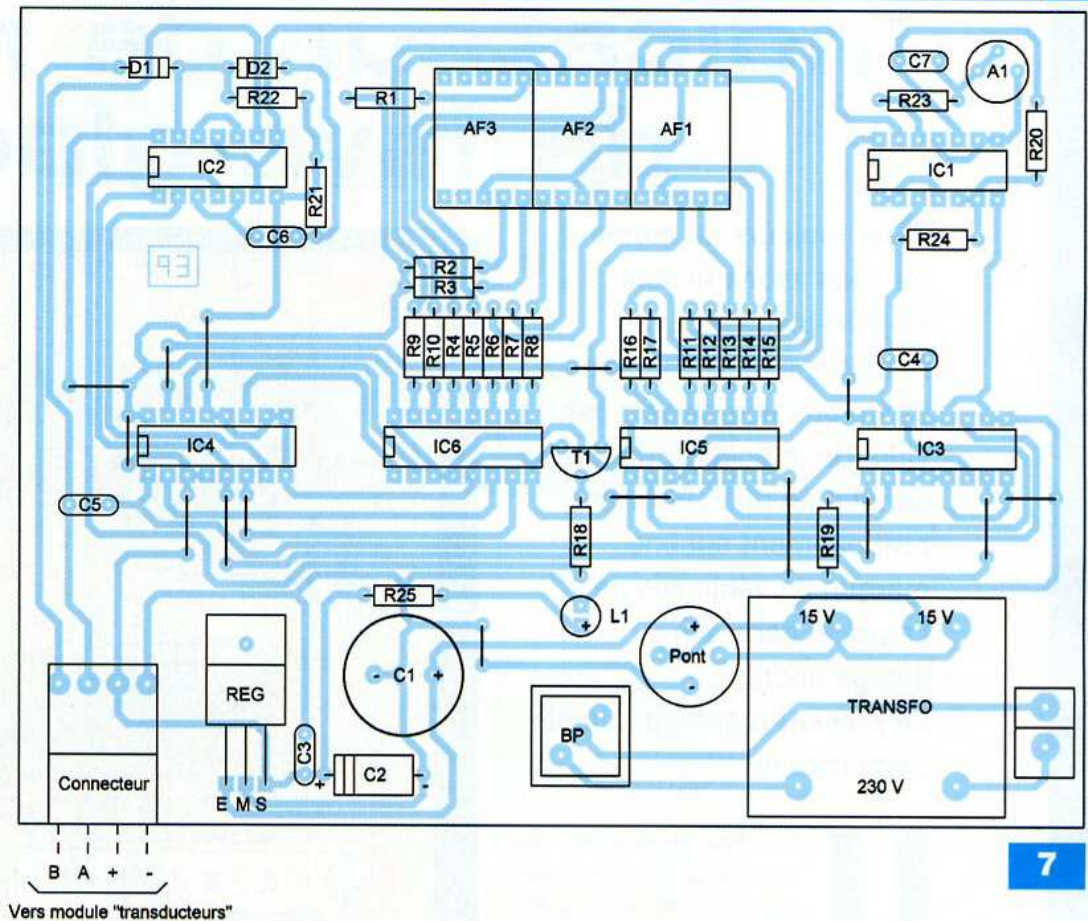 D1
D2
C7
A1
R22
R1
R23
AF3
AF2
AF1
R20
IC2
IC1
R21
C6
R24
93
R2
R3
R9
R10
R4
R5
R6
R7
R8
R16
R17
R11
R12
R13
R14
R15
C4
IC4
IC6
T1
IC5
IC3
C5
R18
R19
R25
L1
+
15 V
15 V
- C1 +
+
Pont
-
REG
TRANSFO
BP
C3
+
C2
-
Connecteur
230 V
E M S
B A + -
7
Vers module "transducteurs"